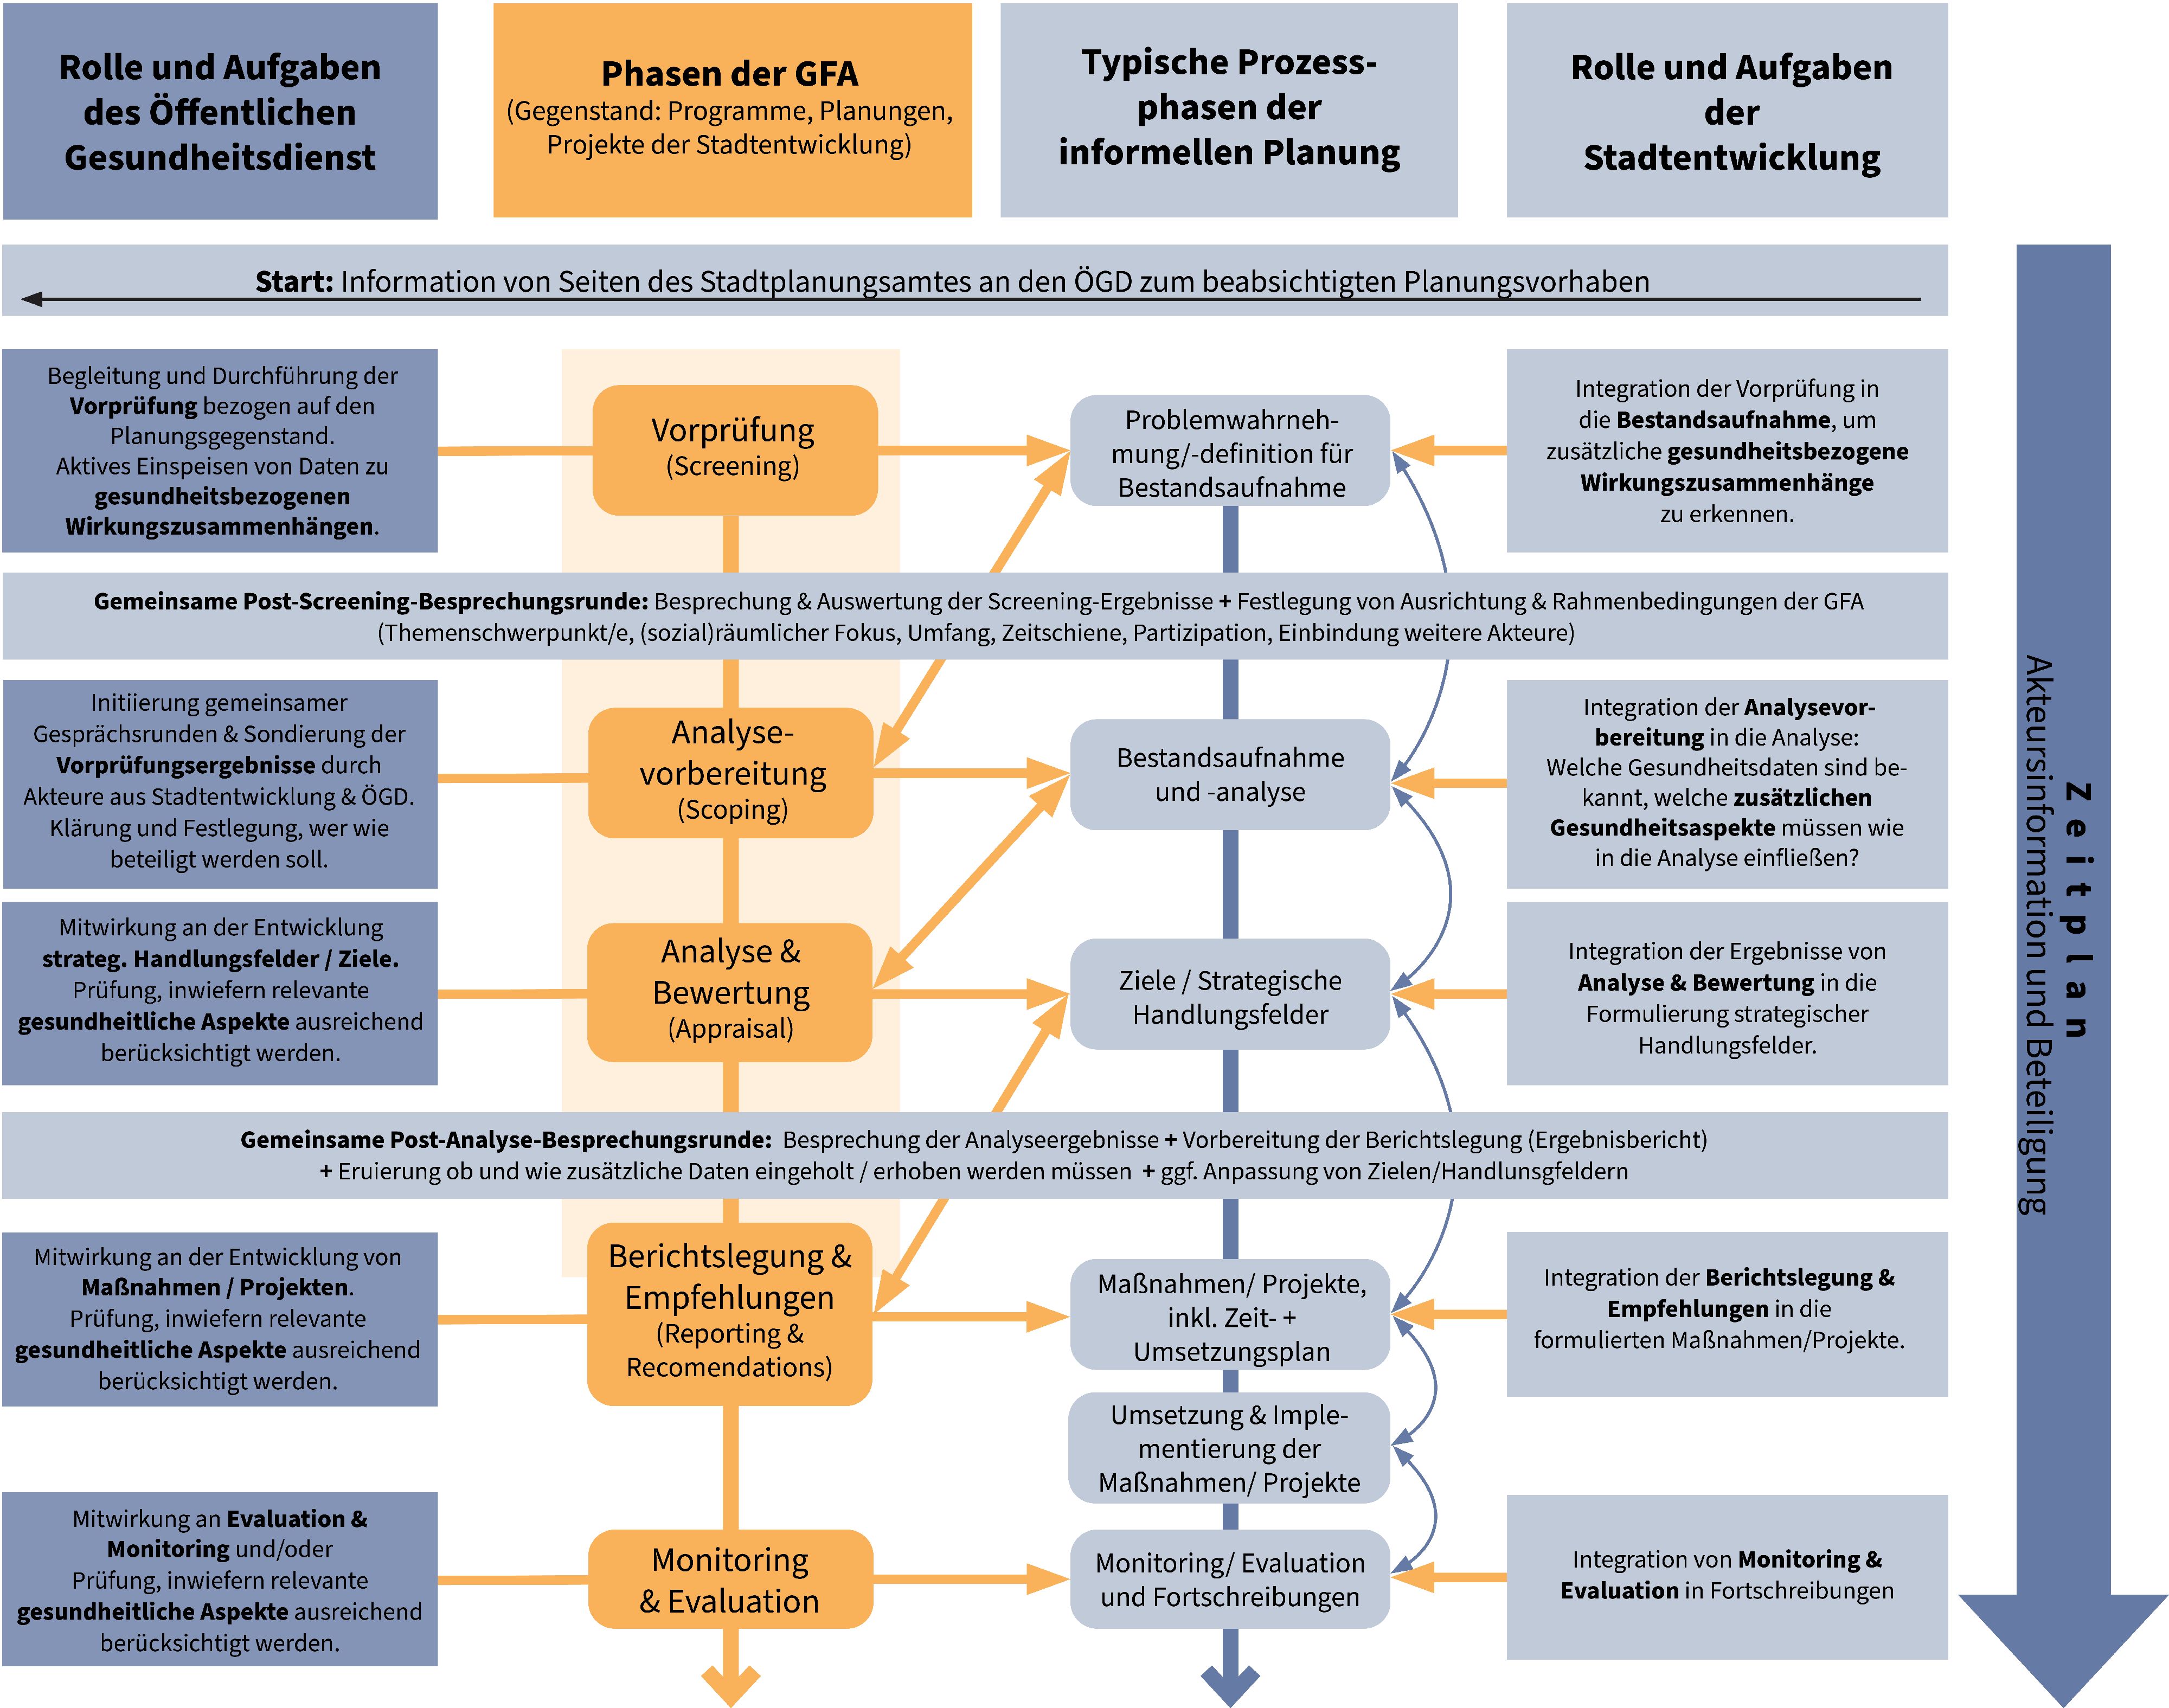 Rolle und Aufgaben
des Öffentlichen
Gesundheitsdienst
Phasen der GFA
(Gegenstand: Programme, Planungen,
Projekte der Stadtentwicklung)
Typische Prozess-
phasen der
informellen Planung
Rolle und Aufgaben
der
Stadtentwicklung
Start: Information von Seiten des Stadtplanungsamtes an den ÖGD zum beabsichtigten Planungsvorhaben
Begleitung und Durchführung der
Vorprüfung bezogen auf den
Planungsgegenstand.
Aktives Einspeisen von Daten zu
gesundheitsbezogenen
Wirkungszusammenhängen.
Vorprüfung
(Screening)
Problemwahrneh-
mung/-definition für
Bestandsaufnahme
Integration der Vorprüfung in
die Bestandsaufnahme, um
zusätzliche gesundheitsbezogene
Wirkungszusammenhänge
zu erkennen.
Gemeinsame Post-Screening-Besprechungsrunde: Besprechung & Auswertung der Screening-Ergebnisse + Festlegung von Ausrichtung & Rahmenbedingungen der GFA
(Themenschwerpunkt/e, (sozial)räumlicher Fokus, Umfang, Zeitschiene, Partizipation, Einbindung weitere Akteure)
Initiierung gemeinsamer
Gesprächsrunden & Sondierung der
Vorprüfungsergebnisse durch
Akteure aus Stadtentwicklung & ÖGD.
Klärung und Festlegung, wer wie
beteiligt werden soll.
Analyse-
vorbereitung
(Scoping)
Bestandsaufnahme
und -analyse
Integration der Analysevor-
bereitung in die Analyse:
Welche Gesundheitsdaten sind be-
kannt, welche zusätzlichen
Gesundheitsaspekte müssen wie
in die Analyse einfließen?
Mitwirkung an der Entwicklung
strateg. Handlungsfelder / Ziele.
Prüfung, inwiefern relevante
gesundheitliche Aspekte ausreichend
berücksichtigt werden.
Analyse &
Bewertung
(Appraisal)
Ziele / Strategische
Handlungsfelder
Integration der Ergebnisse von
Analyse & Bewertung in die
Formulierung strategischer
Handlungsfelder.
Gemeinsame Post-Analyse-Besprechungsrunde: Besprechung der Analyseergebnisse + Vorbereitung der Berichtslegung (Ergebnisbericht)
+ Eruierung ob und wie zusätzliche Daten eingeholt / erhoben werden müssen + ggf. Anpassung von Zielen/Handlunsgfeldern
Mitwirkung an der Entwicklung von
Maßnahmen / Projekten.
Prüfung, inwiefern relevante
gesundheitliche Aspekte ausreichend
berücksichtigt werden.
Berichtslegung &
Empfehlungen
(Reporting &
Recomendations)
Maßnahmen/ Projekte,
inkl. Zeit- +
Umsetzungsplan
Integration der Berichtslegung &
Empfehlungen in die
formulierten Maßnahmen/Projekte.
Umsetzung & Imple-
mentierung der
Maßnahmen/ Projekte
Mitwirkung an Evaluation &
Monitoring und/oder
Prüfung, inwiefern relevante
gesundheitliche Aspekte ausreichend
berücksichtigt werden.
Monitoring
& Evaluation
Monitoring/ Evaluation
und Fortschreibungen
Integration von Monitoring &
Evaluation in Fortschreibungen
Zeitplan
Akteursinformation und Beteiligung